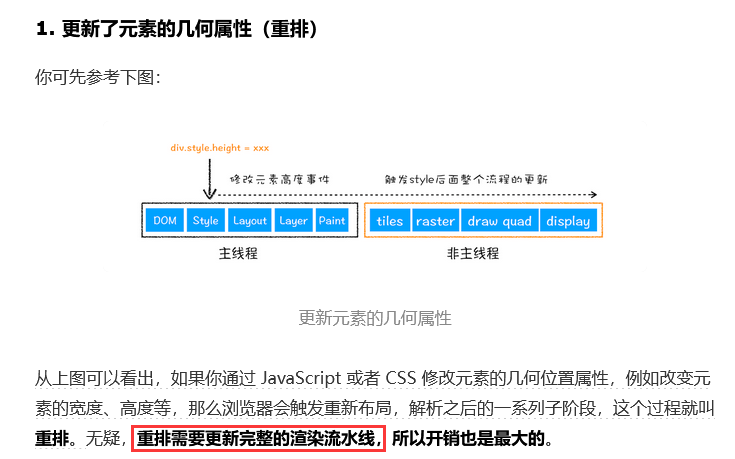 1. 更新了元素的几何属性（重排）
你可先参考下图：
div.style.height = xxx
修改元素高度事件
触发style后面整个流程的更新
DOM Style Layout Layer Paint tiles raster draw quad display
主线程
非主线程
更新元素的几何属性
从上图可以看出，如果你通过 JavaScript 或者 CSS 修改元素的几何位置属性，例如改变元
素的宽度、高度等，那么浏览器会触发重新布局，解析之后的一系列子阶段，这个过程就叫
重排。无疑，重排需要更新完整的渲染流水线，所以开销也是最大的。